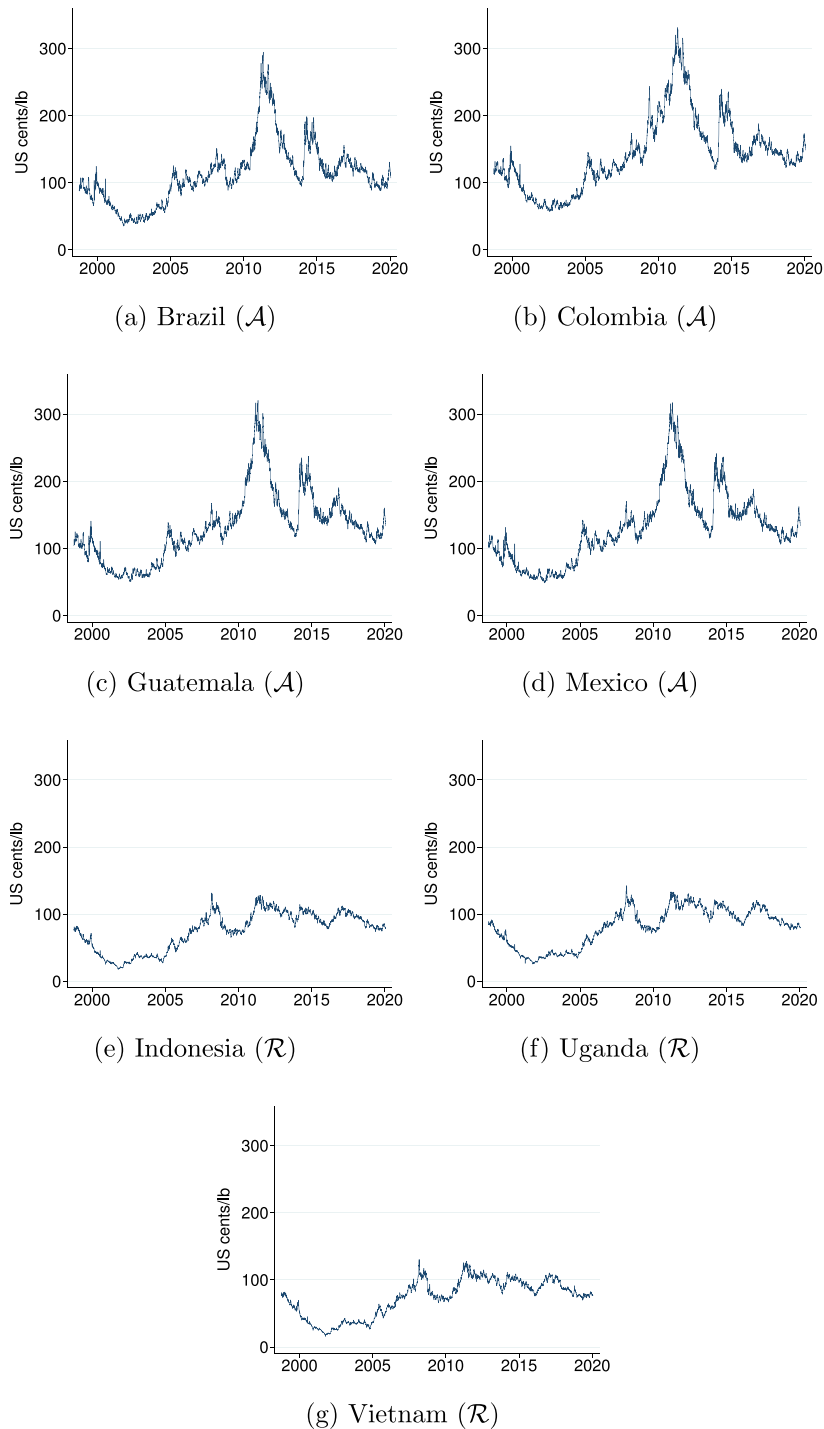 300
200
100
0
US cents/lb
2000 2005 2010 2015 2020
(a) Brazil (𝒜)
300
200
100
0
US cents/lb
2000 2005 2010 2015 2020
(b) Colombia (𝒜)
300
200
100
0
US cents/lb
2000 2005 2010 2015 2020
(c) Guatemala (𝒜)
300
200
100
0
US cents/lb
2000 2005 2010 2015 2020
(d) Mexico (𝒜)
300
200
100
0
US cents/lb
2000 2005 2010 2015 2020
(e) Indonesia (ℛ)
300
200
100
0
US cents/lb
2000 2005 2010 2015 2020
(f) Uganda (ℛ)
300
200
100
0
US cents/lb
2000 2005 2010 2015 2020
(g) Vietnam (ℛ)